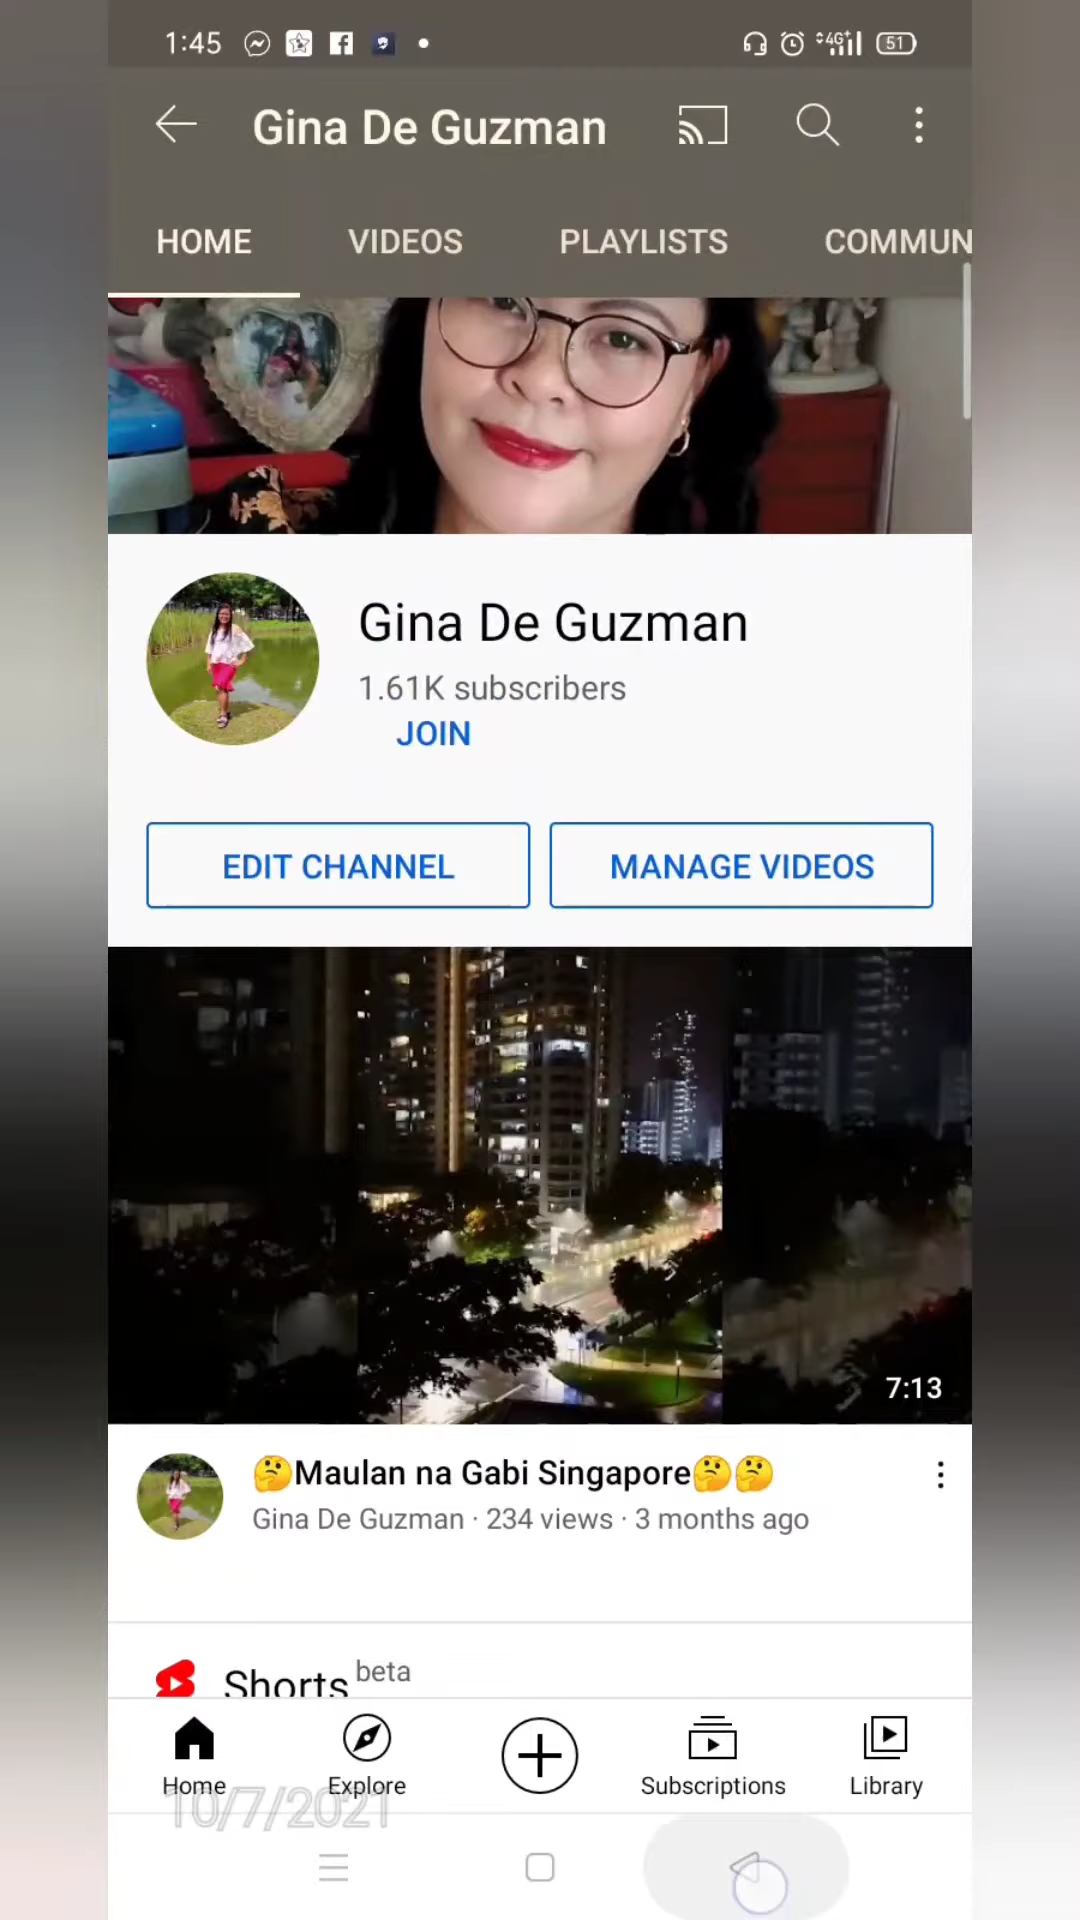 1:45 4G+ 51
Gina De Guzman
HOME VIDEOS PLAYLISTS COMMUN
Gina De Guzman
1.61K subscribers
JOIN
EDIT CHANNEL MANAGE VIDEOS
7:13
🤔Maulan na Gabi Singapore🤔🤔
Gina De Guzman · 234 views · 3 months ago
Shorts beta
Home Explore Subscriptions Library
10/7/2021